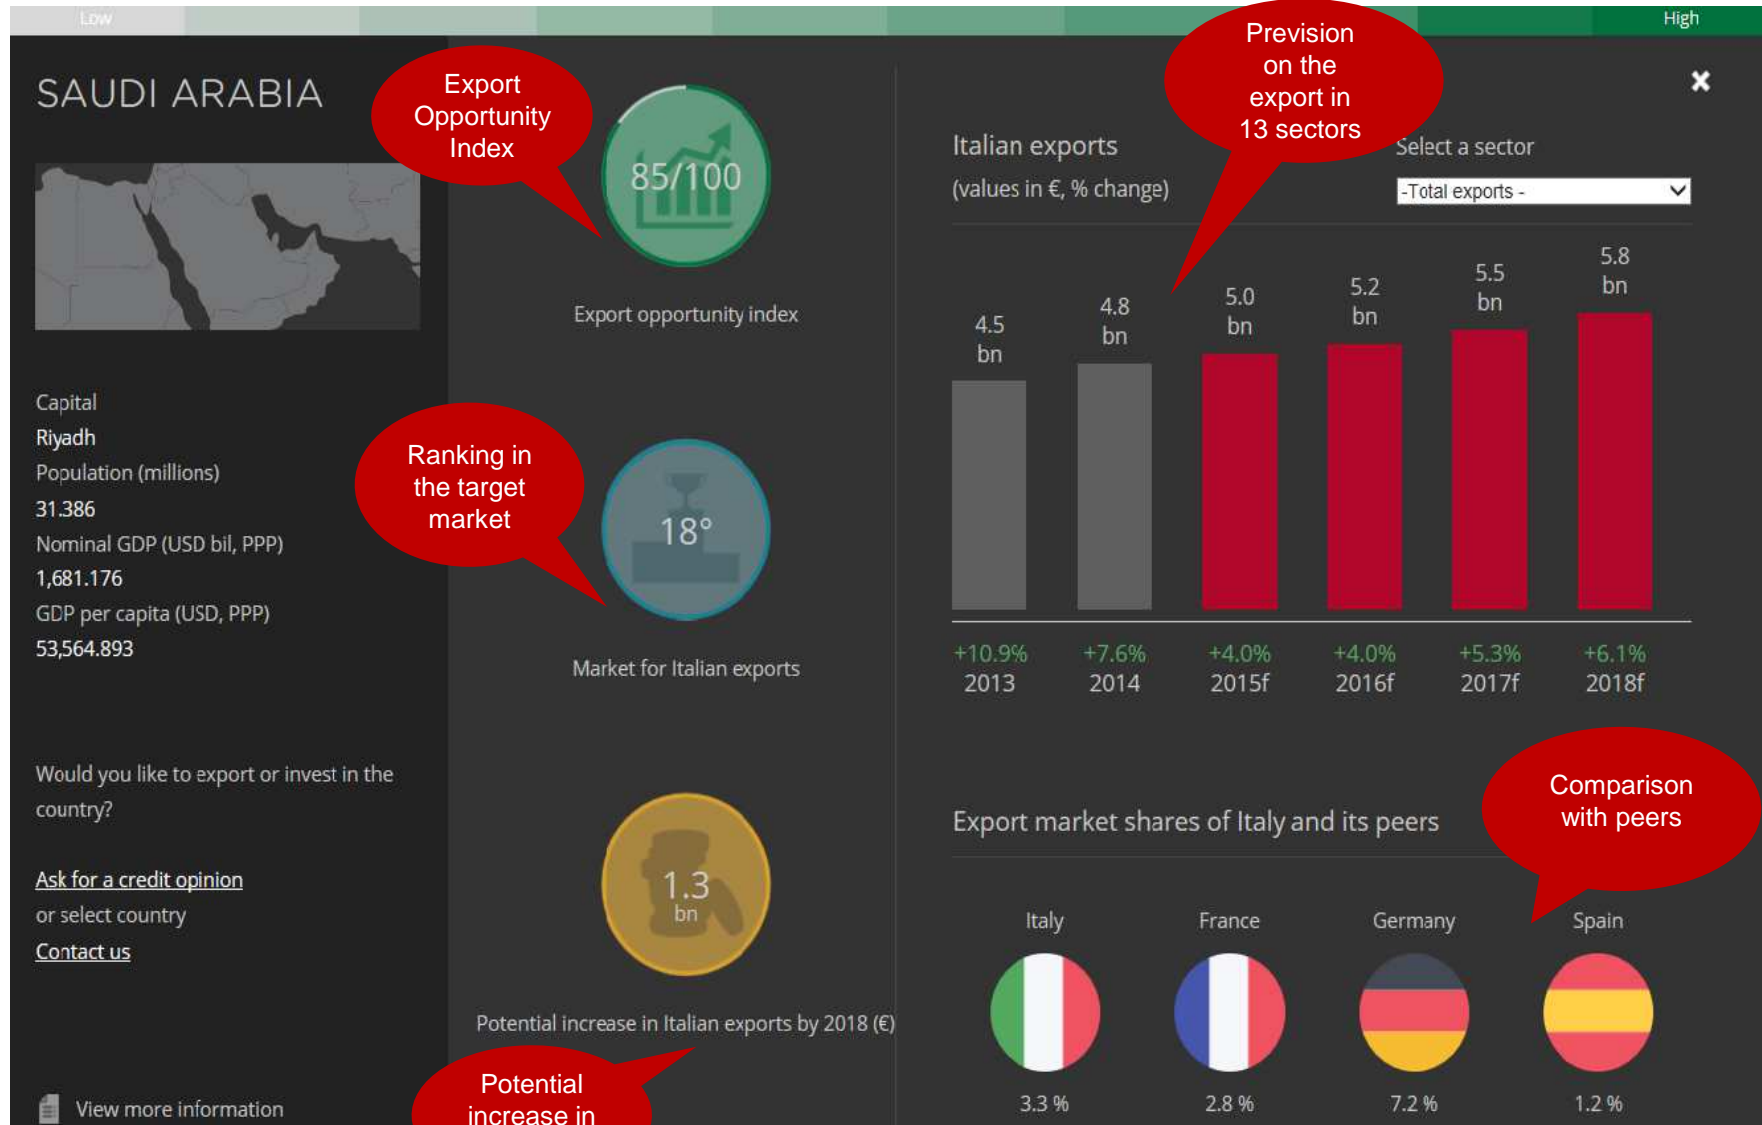 Low
High
SAUDI ARABIA
Capital
Riyadh
Population (millions)
31.386
Nominal GDP (USD bil, PPP)
1,681.176
GDP per capita (USD, PPP)
53,564.893
Would you like to export or invest in the
country?
Ask for a credit opinion
or select country
Contact us
View more information
Export
Opportunity
Index
85/100
Export opportunity index
Ranking in
the target
market
18°
Market for Italian exports
1.3
bn
Potential increase in Italian exports by 2018 (€)
Potential
increase in
Prevision
on the
export in
13 sectors
Italian exports
(values in €, % change)
Select a sector
-Total exports -
4.5
bn
4.8
bn
5.0
bn
5.2
bn
5.5
bn
5.8
bn
+10.9% +7.6% +4.0% +4.0% +5.3% +6.1%
2013 2014 2015f 2016f 2017f 2018f
Comparison
with peers
Export market shares of Italy and its peers
Italy France Germany Spain
3.3 % 2.8 % 7.2 % 1.2 %